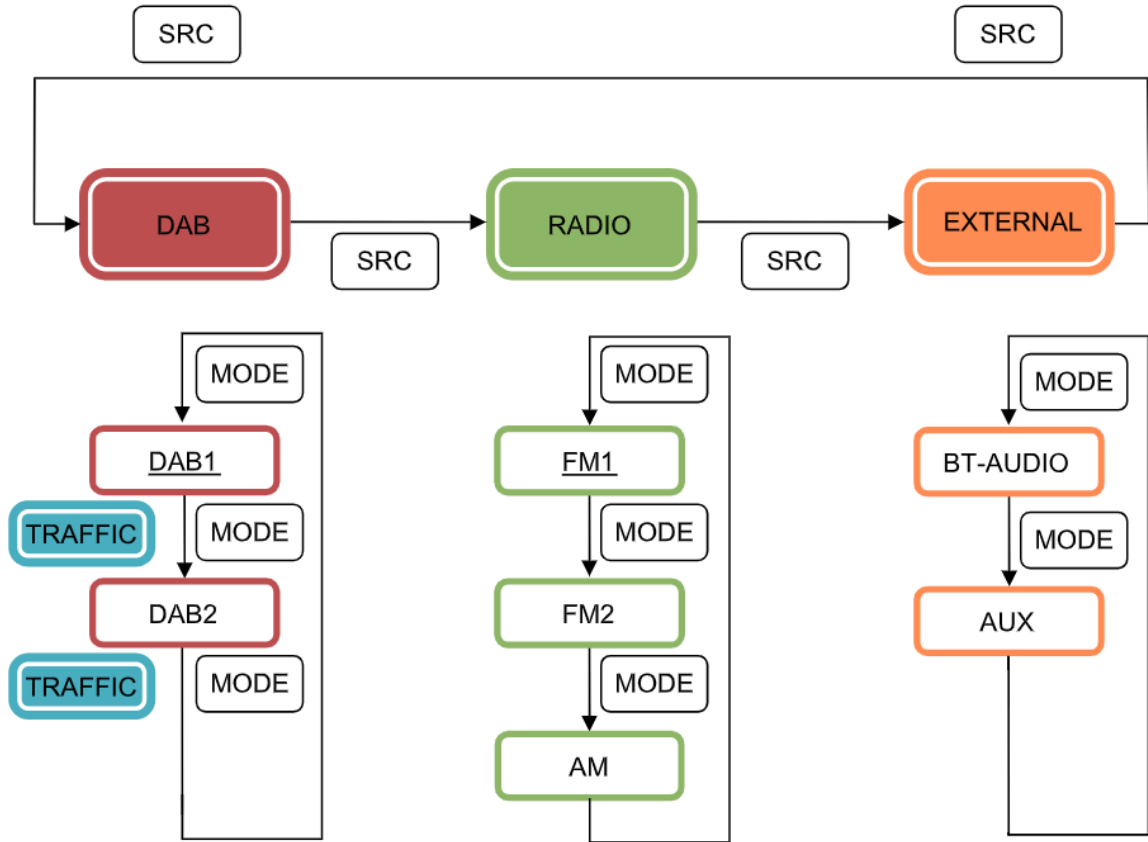 SRC
SRC
DAB
RADIO
EXTERNAL
SRC
SRC
MODE
MODE
MODE
DAB1
FM1
BT-AUDIO
TRAFFIC
MODE
MODE
MODE
DAB2
FM2
AUX
TRAFFIC
MODE
MODE
AM